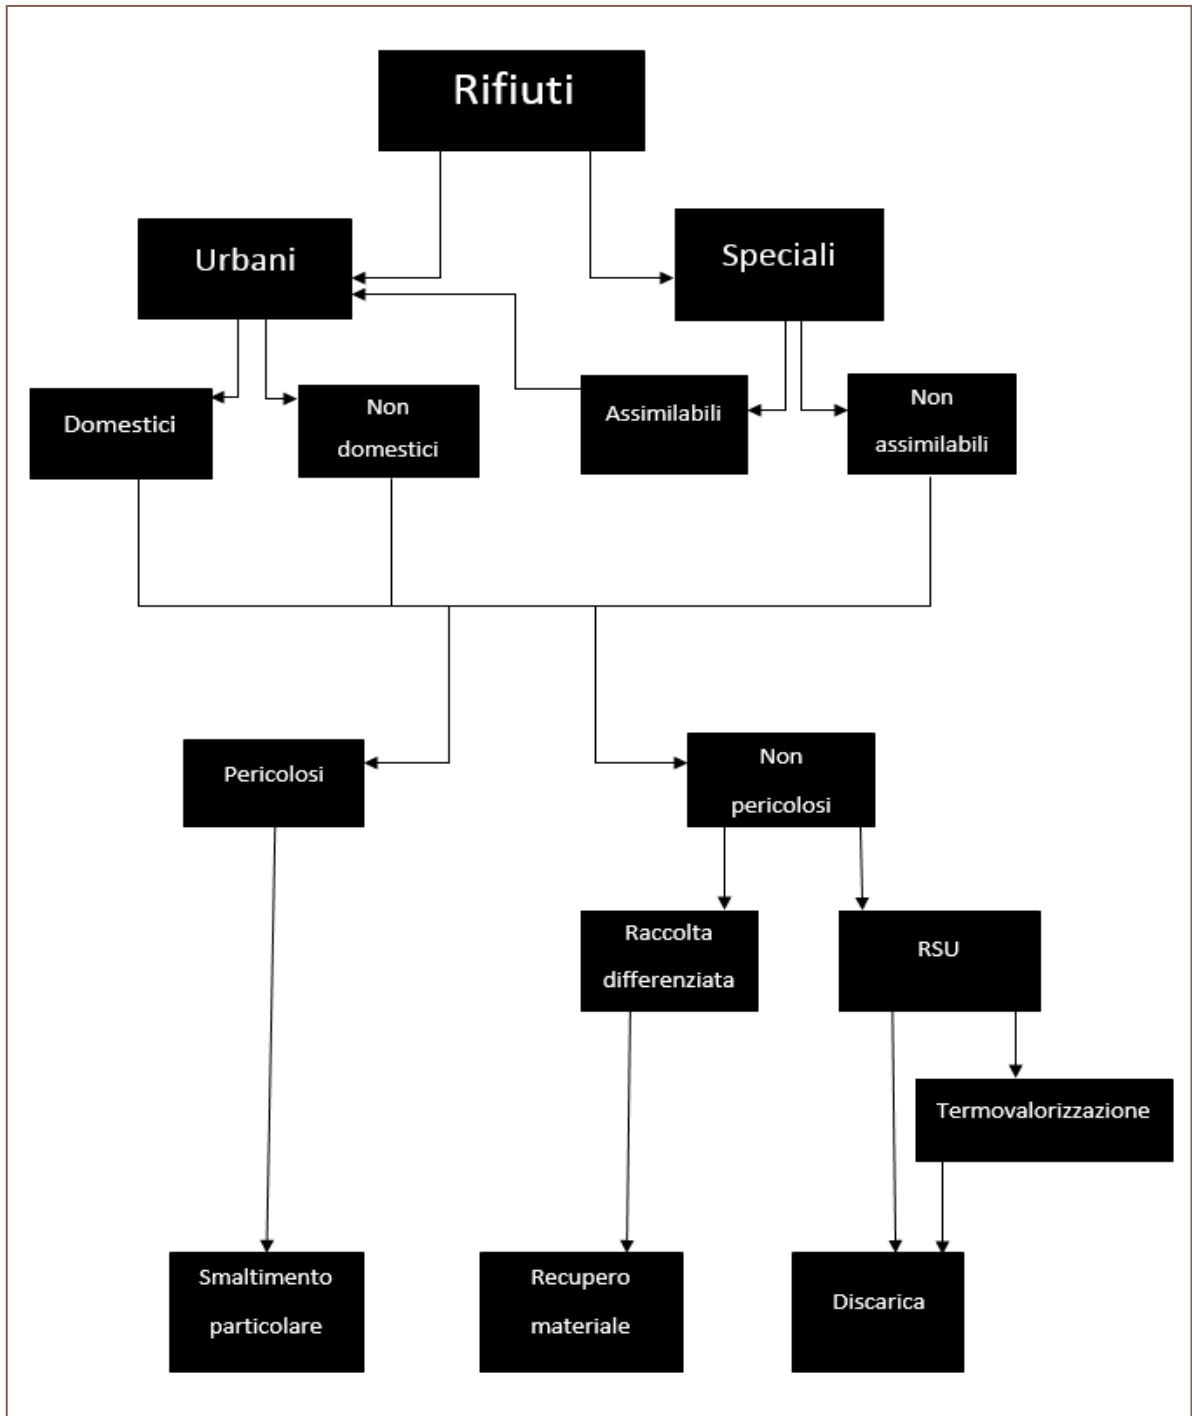 Rifiuti
Urbani
Speciali
Domestici
Non
domestici
Assimilabili
Non
assimilabili
Pericolosi
Non
pericolosi
Raccolta
differenziata
RSU
Termovalorizzazione
Smaltimento
particolare
Recupero
materiale
Discarica